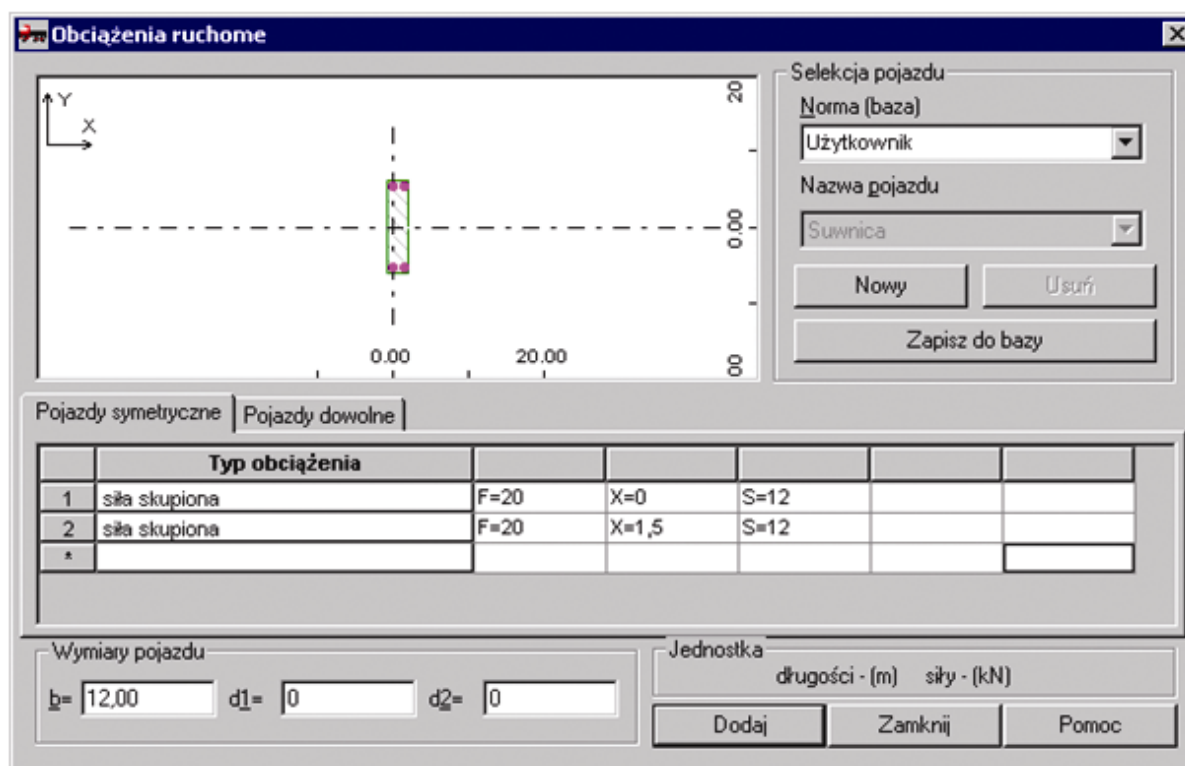 Obciążenia ruchome
Y
X
20
0.00
00
0.00 20.00
Selekcja pojazdu
Norma (baza)
Użytkownik
Nazwa pojazdu
Suwnica
Nowy Usuń
Zapisz do bazy
Pojazdy symetryczne Pojazdy dowolne
Typ obciążenia
1 siła skupiona F=20 X=0 S=12
2 siła skupiona F=20 X=1,5 S=12
*
Wymiary pojazdu
b= 12,00 d1= 0 d2= 0
Jednostka
długości - (m) siły - (kN)
Dodaj Zamknij Pomoc